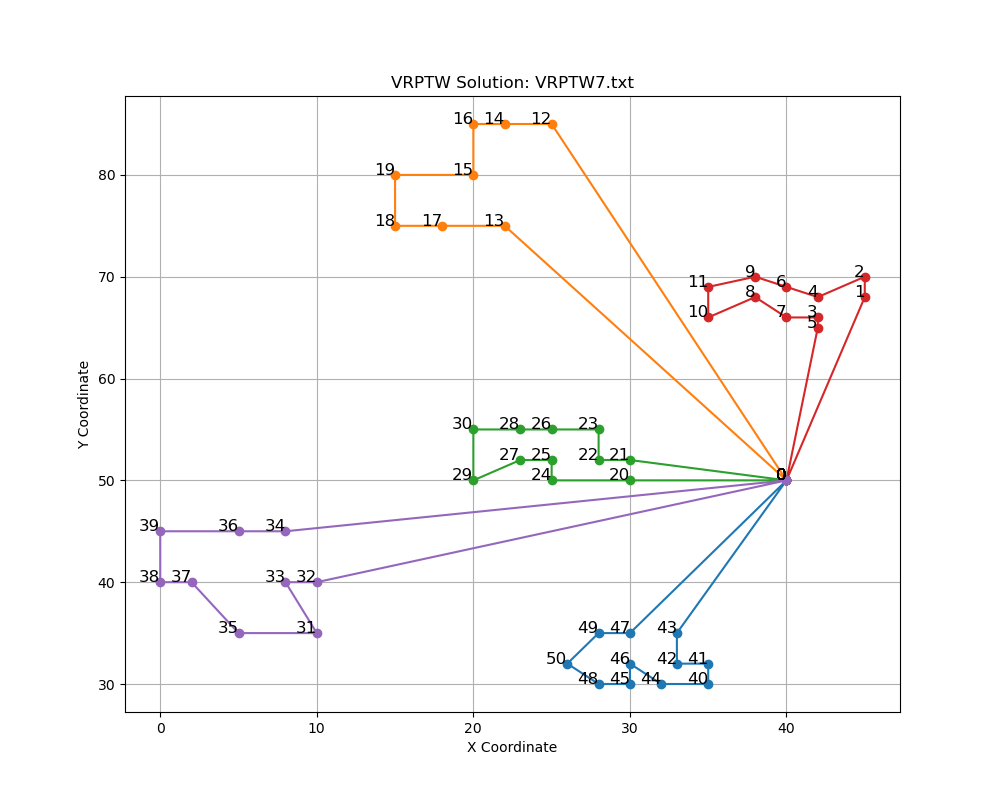 VRPTW Solution: VRPTW7.txt
16 14 12
80
19 15
18 17 13
70
11 9 6 4 2
10 8 7 3 1
5
60
30 28 26 23
27 25 22 21
50
29 24 20 0
39 36 34
40
38 37 33 32
35 31
49 47 43
50 46 42 41
30
48 45 44 40
0 10 20 30 40
X Coordinate
Y Coordinate